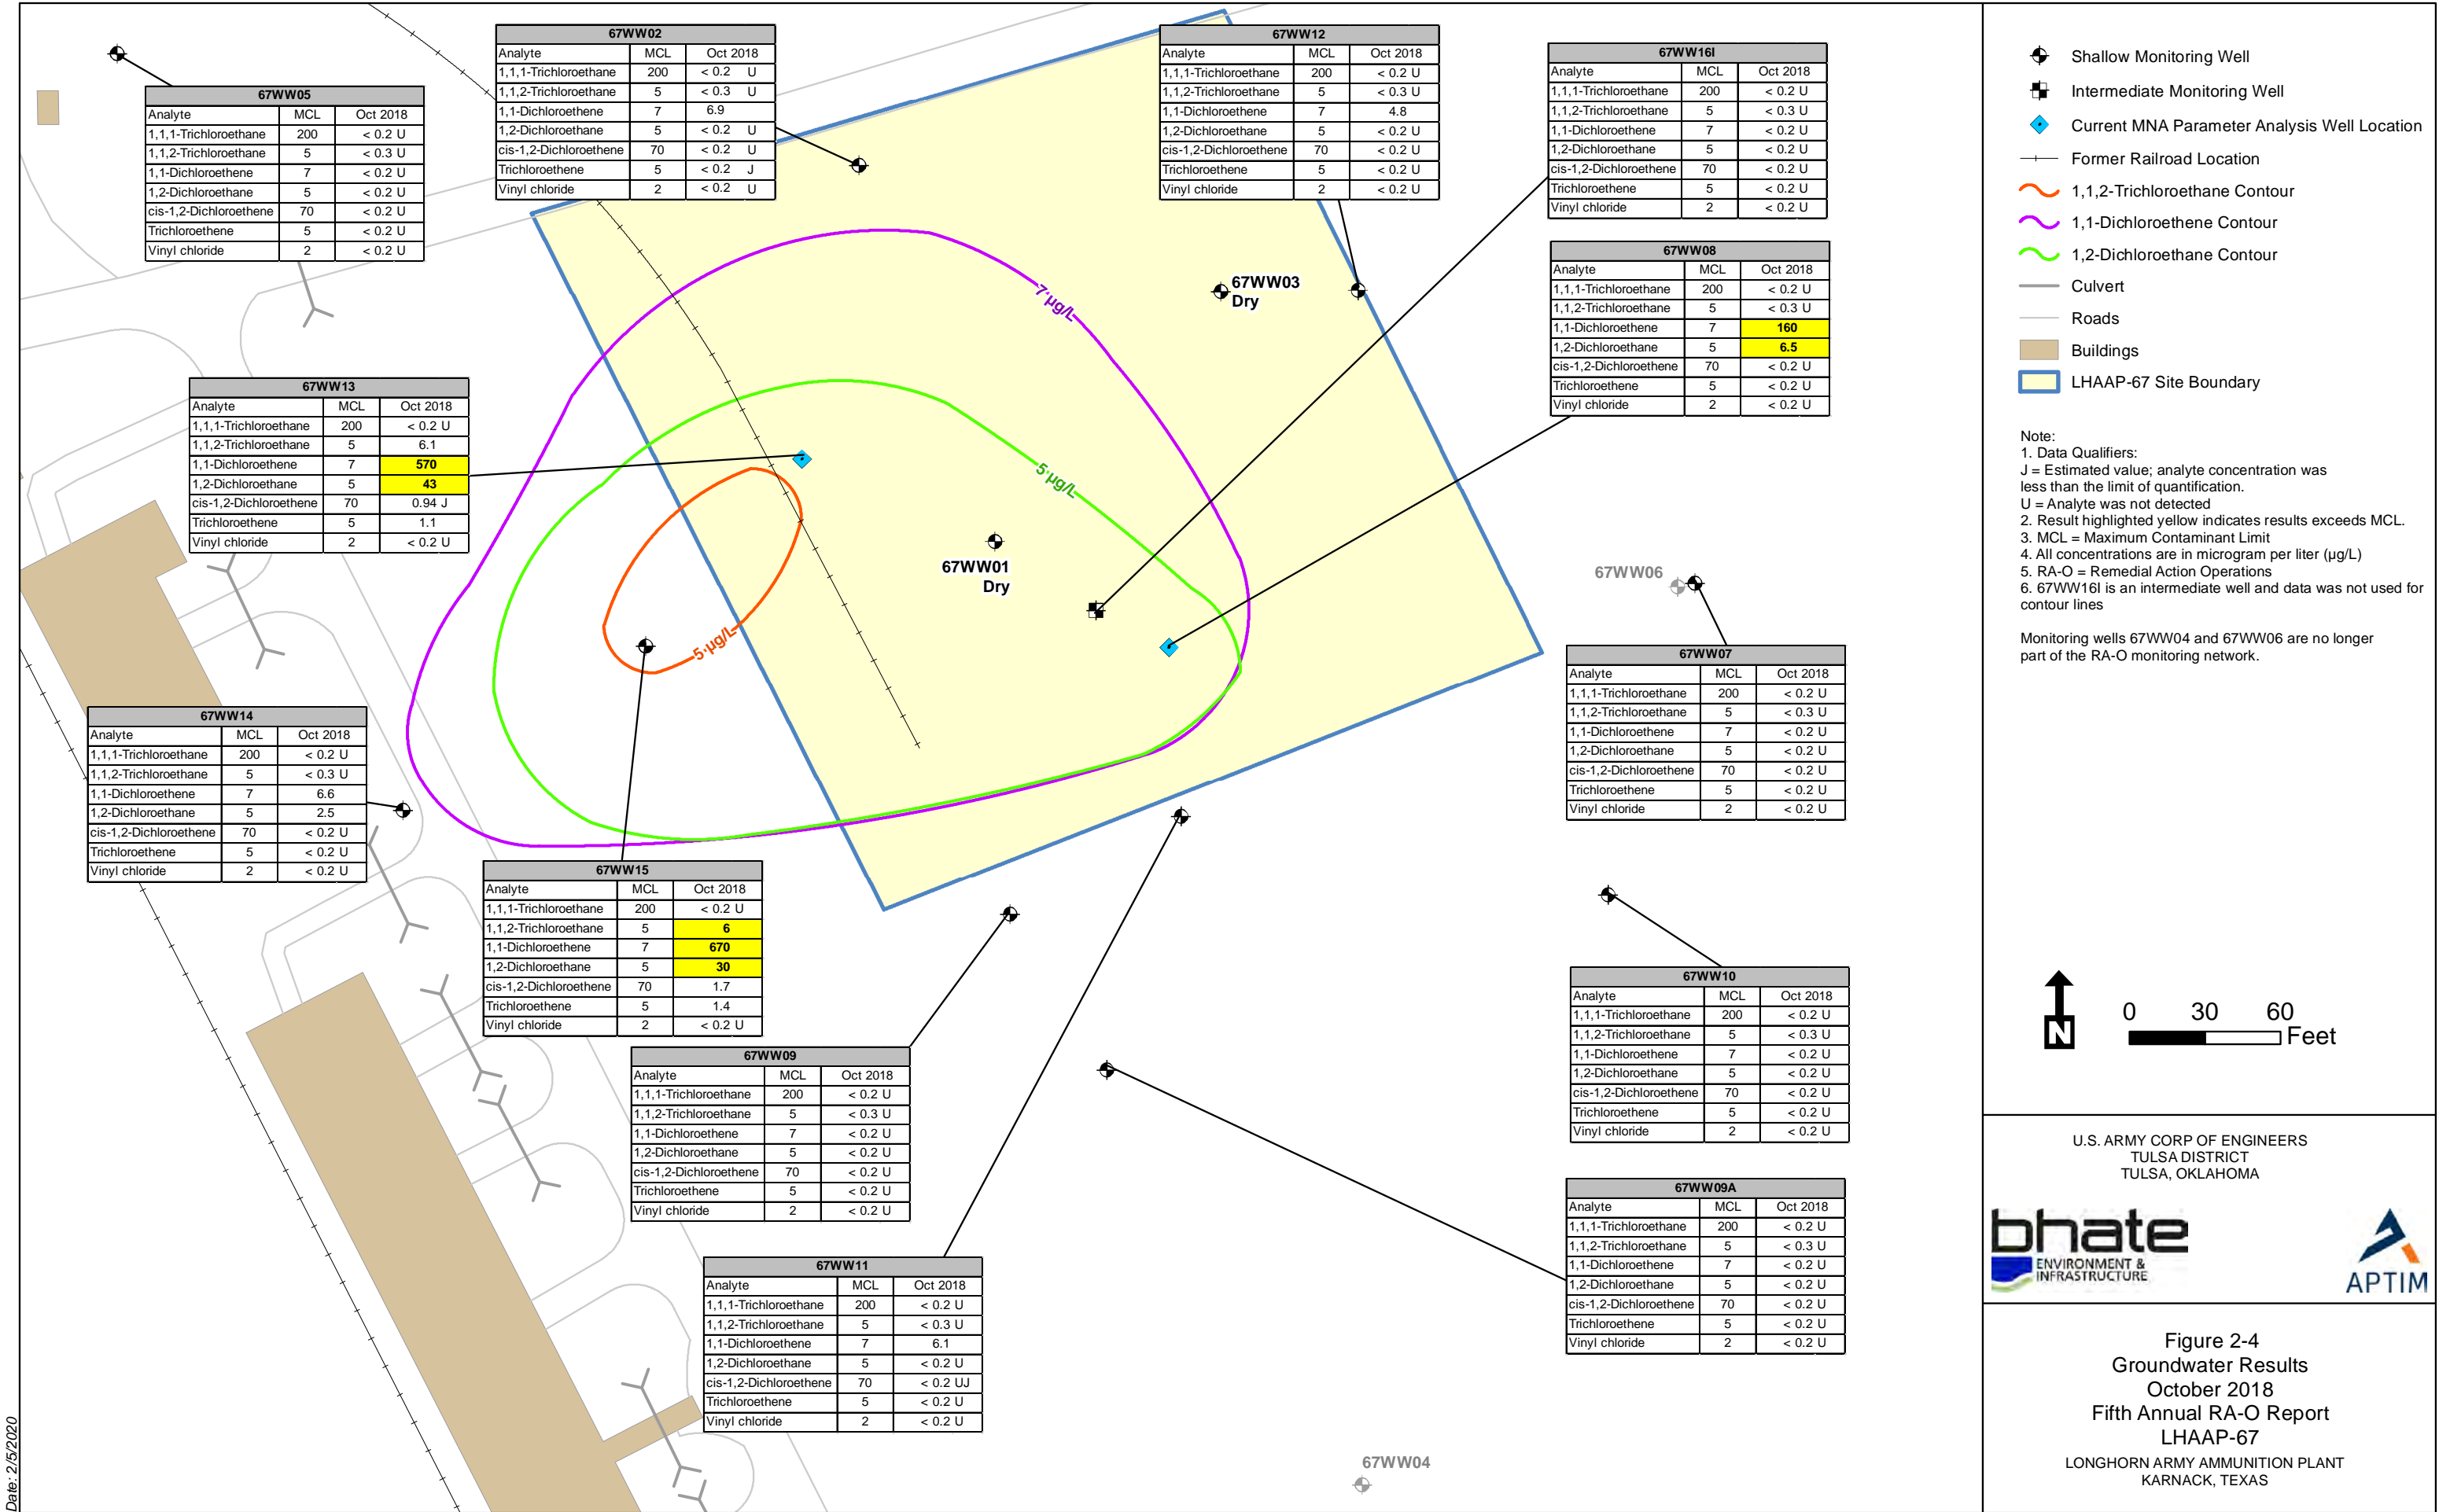 67WW05
Analyte MCL Oct 2018
1,1,1-Trichloroethane 200 < 0.2 U
1,1,2-Trichloroethane 5 < 0.3 U
1,1-Dichloroethene 7 < 0.2 U
1,2-Dichloroethane 5 < 0.2 U
cis-1,2-Dichloroethene 70 < 0.2 U
Trichloroethene 5 < 0.2 U
Vinyl chloride 2 < 0.2 U
67WW02
Analyte MCL Oct 2018
1,1,1-Trichloroethane 200 < 0.2 U
1,1,2-Trichloroethane 5 < 0.3 U
1,1-Dichloroethene 7 6.9
1,2-Dichloroethane 5 < 0.2 U
cis-1,2-Dichloroethene 70 < 0.2 U
Trichloroethene 5 < 0.2 J
Vinyl chloride 2 < 0.2 U
67WW12
Analyte MCL Oct 2018
1,1,1-Trichloroethane 200 < 0.2 U
1,1,2-Trichloroethane 5 < 0.3 U
1,1-Dichloroethene 7 4.8
1,2-Dichloroethane 5 < 0.2 U
cis-1,2-Dichloroethene 70 < 0.2 U
Trichloroethene 5 < 0.2 U
Vinyl chloride 2 < 0.2 U
67WW16I
Analyte MCL Oct 2018
1,1,1-Trichloroethane 200 < 0.2 U
1,1,2-Trichloroethane 5 < 0.3 U
1,1-Dichloroethene 7 < 0.2 U
1,2-Dichloroethane 5 < 0.2 U
cis-1,2-Dichloroethene 70 < 0.2 U
Trichloroethene 5 < 0.2 U
Vinyl chloride 2 < 0.2 U
67WW08
Analyte MCL Oct 2018
1,1,1-Trichloroethane 200 < 0.2 U
1,1,2-Trichloroethane 5 < 0.3 U
1,1-Dichloroethene 7 160
1,2-Dichloroethane 5 6.5
cis-1,2-Dichloroethene 70 < 0.2 U
Trichloroethene 5 < 0.2 U
Vinyl chloride 2 < 0.2 U
67WW03
Dry
7 µg/L
67WW13
Analyte MCL Oct 2018
1,1,1-Trichloroethane 200 < 0.2 U
1,1,2-Trichloroethane 5 6.1
1,1-Dichloroethene 7 570
1,2-Dichloroethane 5 43
cis-1,2-Dichloroethene 70 0.94 J
Trichloroethene 5 1.1
Vinyl chloride 2 < 0.2 U
5 µg/L
67WW01
Dry
5 µg/L
67WW06
67WW07
Analyte MCL Oct 2018
1,1,1-Trichloroethane 200 < 0.2 U
1,1,2-Trichloroethane 5 < 0.3 U
1,1-Dichloroethene 7 < 0.2 U
1,2-Dichloroethane 5 < 0.2 U
cis-1,2-Dichloroethene 70 < 0.2 U
Trichloroethene 5 < 0.2 U
Vinyl chloride 2 < 0.2 U
67WW14
Analyte MCL Oct 2018
1,1,1-Trichloroethane 200 < 0.2 U
1,1,2-Trichloroethane 5 < 0.3 U
1,1-Dichloroethene 7 6.6
1,2-Dichloroethane 5 2.5
cis-1,2-Dichloroethene 70 < 0.2 U
Trichloroethene 5 < 0.2 U
Vinyl chloride 2 < 0.2 U
67WW15
Analyte MCL Oct 2018
1,1,1-Trichloroethane 200 < 0.2 U
1,1,2-Trichloroethane 5 6
1,1-Dichloroethene 7 670
1,2-Dichloroethane 5 30
cis-1,2-Dichloroethene 70 1.7
Trichloroethene 5 1.4
Vinyl chloride 2 < 0.2 U
67WW09
Analyte MCL Oct 2018
1,1,1-Trichloroethane 200 < 0.2 U
1,1,2-Trichloroethane 5 < 0.3 U
1,1-Dichloroethene 7 < 0.2 U
1,2-Dichloroethane 5 < 0.2 U
cis-1,2-Dichloroethene 70 < 0.2 U
Trichloroethene 5 < 0.2 U
Vinyl chloride 2 < 0.2 U
67WW10
Analyte MCL Oct 2018
1,1,1-Trichloroethane 200 < 0.2 U
1,1,2-Trichloroethane 5 < 0.3 U
1,1-Dichloroethene 7 < 0.2 U
1,2-Dichloroethane 5 < 0.2 U
cis-1,2-Dichloroethene 70 < 0.2 U
Trichloroethene 5 < 0.2 U
Vinyl chloride 2 < 0.2 U
67WW09A
Analyte MCL Oct 2018
1,1,1-Trichloroethane 200 < 0.2 U
1,1,2-Trichloroethane 5 < 0.3 U
1,1-Dichloroethene 7 < 0.2 U
1,2-Dichloroethane 5 < 0.2 U
cis-1,2-Dichloroethene 70 < 0.2 U
Trichloroethene 5 < 0.2 U
Vinyl chloride 2 < 0.2 U
67WW11
Analyte MCL Oct 2018
1,1,1-Trichloroethane 200 < 0.2 U
1,1,2-Trichloroethane 5 < 0.3 U
1,1-Dichloroethene 7 6.1
1,2-Dichloroethane 5 < 0.2 U
cis-1,2-Dichloroethene 70 < 0.2 UJ
Trichloroethene 5 < 0.2 U
Vinyl chloride 2 < 0.2 U
67WW04
Date: 2/5/2020
Shallow Monitoring Well
Intermediate Monitoring Well
Current MNA Parameter Analysis Well Location
Former Railroad Location
1,1,2-Trichloroethane Contour
1,1-Dichloroethene Contour
1,2-Dichloroethane Contour
Culvert
Roads
Buildings
LHAAP-67 Site Boundary
Note:
1. Data Qualifiers:
J = Estimated value; analyte concentration was
less than the limit of quantification.
U = Analyte was not detected
2. Result highlighted yellow indicates results exceeds MCL.
3. MCL = Maximum Contaminant Limit
4. All concentrations are in microgram per liter (µg/L)
5. RA-O = Remedial Action Operations
6. 67WW16I is an intermediate well and data was not used for
contour lines
Monitoring wells 67WW04 and 67WW06 are no longer
part of the RA-O monitoring network.
N
0 30 60
Feet
U.S. ARMY CORP OF ENGINEERS
TULSA DISTRICT
TULSA, OKLAHOMA
bhate
ENVIRONMENT &
INFRASTRUCTURE
APTIM
Figure 2-4
Groundwater Results
October 2018
Fifth Annual RA-O Report
LHAAP-67
LONGHORN ARMY AMMUNITION PLANT
KARNACK, TEXAS